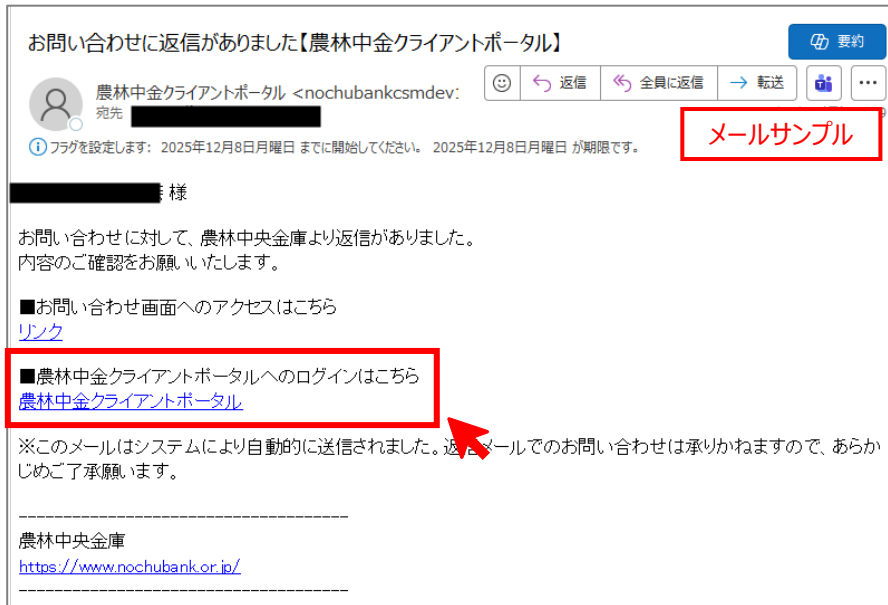 お問い合わせに返信がありました【農林中金クライアントポータル】
要約
農林中金クライアントポータル <nochubankcsmdev:
返信
全員に返信
転送
宛先
メールサンプル
フラグを設定します: 2025年12月8日月曜日 までに開始してください。 2025年12月8日月曜日 が期限です。
様
お問い合わせに対して、農林中央金庫より返信がありました。
内容のご確認をお願いいたします。
■お問い合わせ画面へのアクセスはこちら
リンク
■農林中金クライアントポータルへのログインはこちら
農林中金クライアントポータル
※このメールはシステムにより自動的に送信されました。返信メールでのお問い合わせは承りかねますので、あらか
じめご了承願います。
------------------------------------
農林中央金庫
https://www.nochubank.or.jp/
------------------------------------